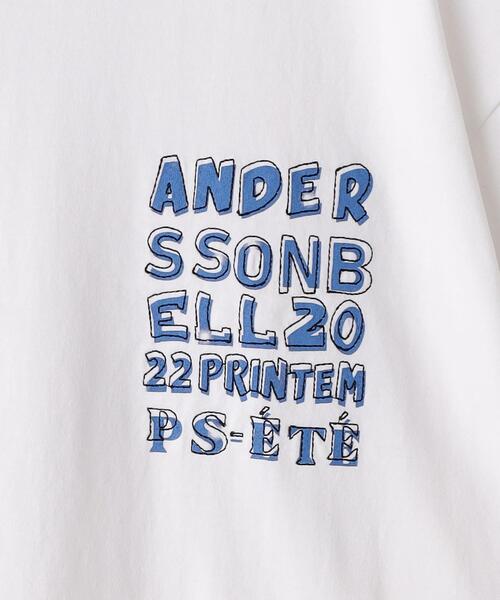 ANDER
SSONB
ELL20
22PRINTEM
PS-ÉTÉ